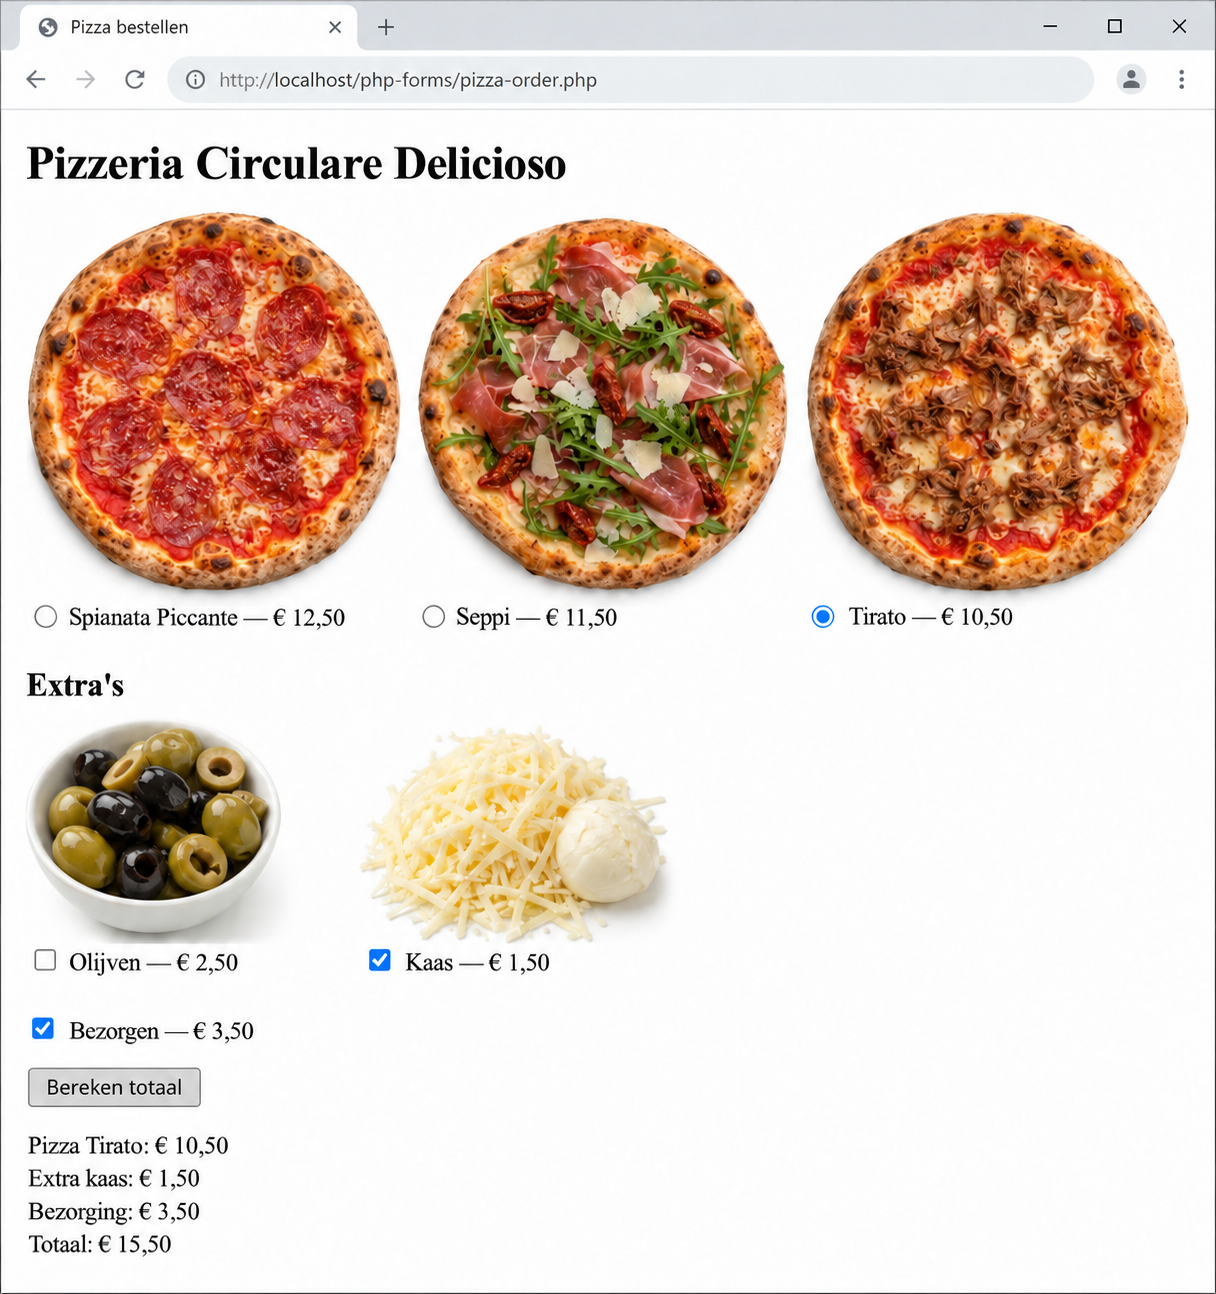 Pizza bestellen
http://localhost/php-forms/pizza-order.php
Pizzeria Circulare Delicioso
Spianata Piccante — € 12,50
Seppi — € 11,50
Tirato — € 10,50
Extra's
Olijven — € 2,50
Kaas — € 1,50
Bezorgen — € 3,50
Bereken totaal
Pizza Tirato: € 10,50
Extra kaas: € 1,50
Bezorging: € 3,50
Totaal: € 15,50